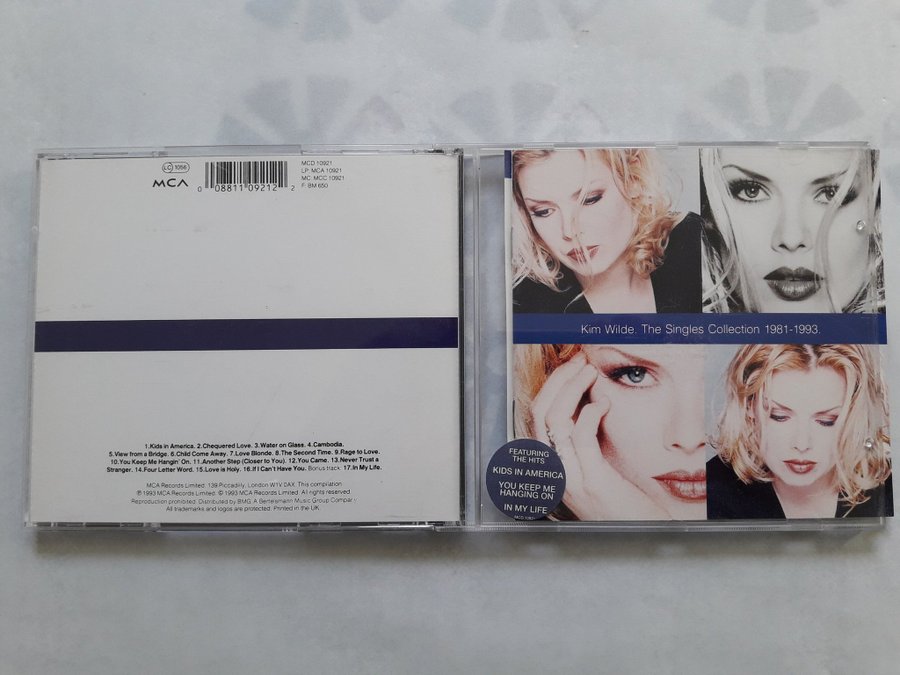 LC 1056
MCA
0 08811 09212 2
MCD 10921
LP: MCA 10921
MC: MCC 10921
F: BM 650
1.Kids in America. 2.Chequered Love. 3.Water on Glass. 4.Cambodia.
5.View from a Bridge. 6.Child Come Away. 7.Love Blonde. 8.The Second Time. 9.Rage to Love.
10.You Keep Me Hangin' On. 11.Another Step (Closer to You). 12.You Came. 13.Never Trust a
Stranger. 14.Four Letter Word. 15.Love is Holy. 16.If I Can't Have You. Bonus track: 17.In My Life.
MCA Records Limited. 139 Piccadilly, London W1V DAX. This compilation
℗ 1993 MCA Records Limited. © 1993 MCA Records Limited. All rights reserved.
Reproduction prohibited. Distributed by BMG. A Bertelsmann Music Group Company.
All trademarks and logos are protected. Printed in the UK.
Kim Wilde. The Singles Collection 1981-1993.
FEATURING
THE HITS
KIDS IN AMERICA
YOU KEEP ME
HANGING ON
IN MY LIFE
MCD 10921